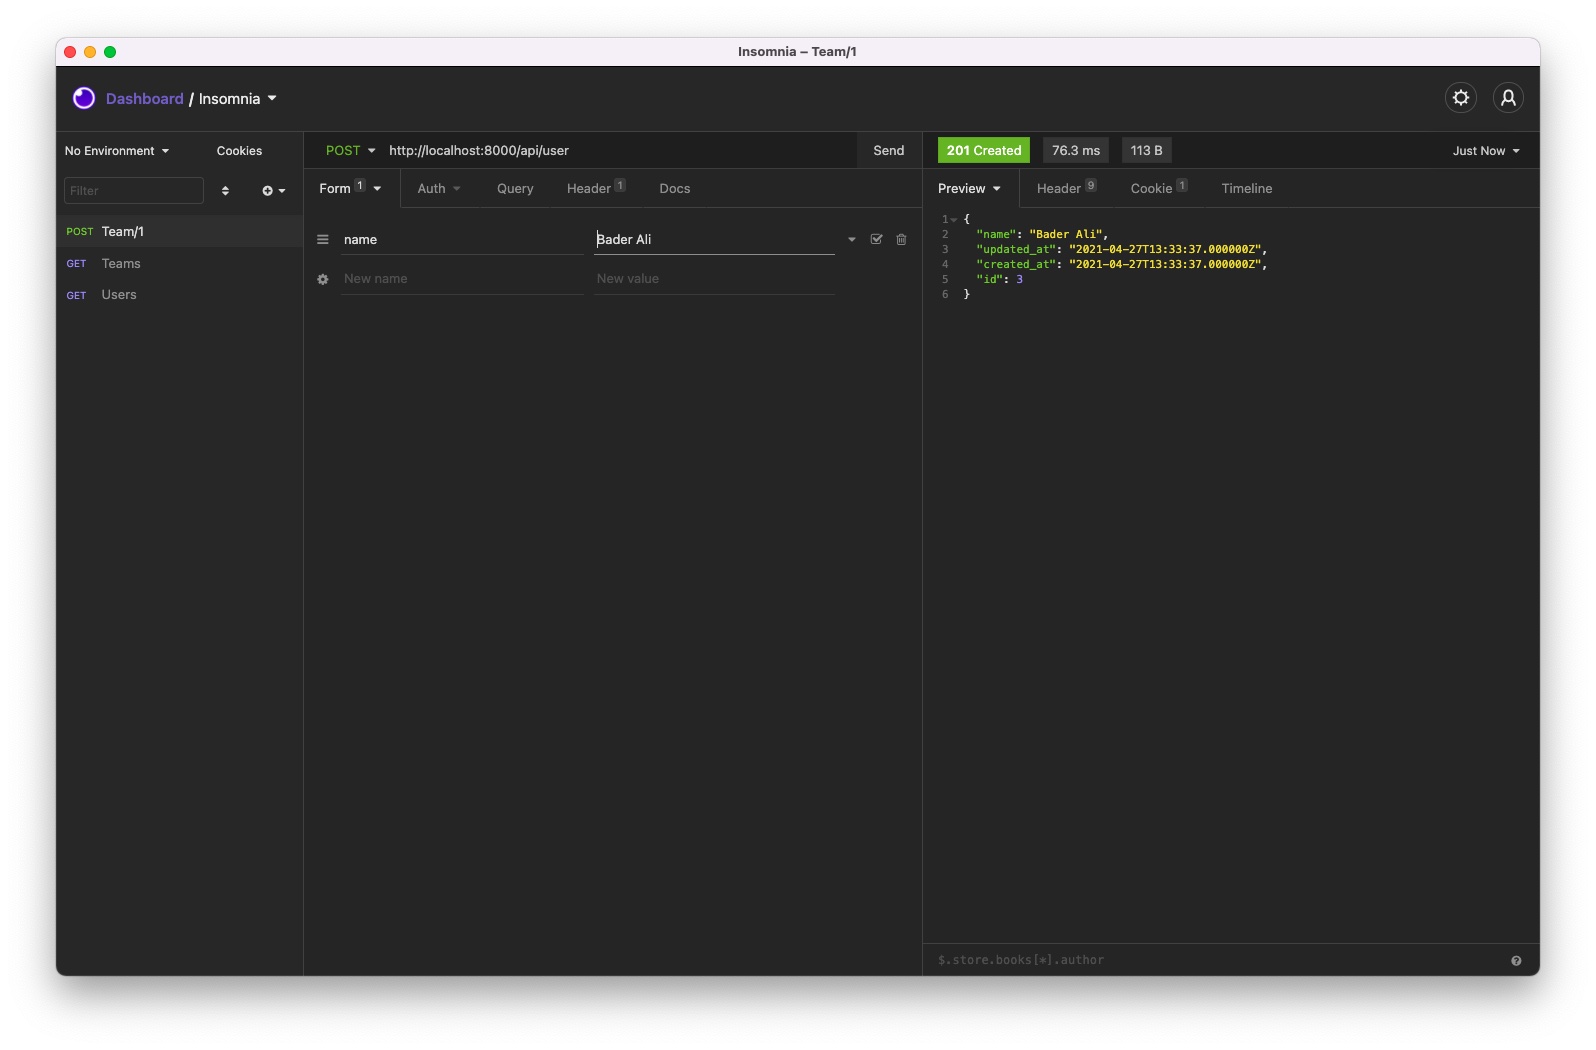 Insomnia – Team/1
Dashboard / Insomnia
No Environment Cookies
Filter
POST Team/1
GET Teams
GET Users
POST http://localhost:8000/api/user Send
Form 1 Auth Query Header 1 Docs
name Bader Ali
New name New value
201 Created 76.3 ms 113 B Just Now
Preview Header 9 Cookie 1 Timeline
1 {
2 "name": "Bader Ali",
3 "updated_at": "2021-04-27T13:33:37.000000Z",
4 "created_at": "2021-04-27T13:33:37.000000Z",
5 "id": 3
6 }
$.store.books[*].author